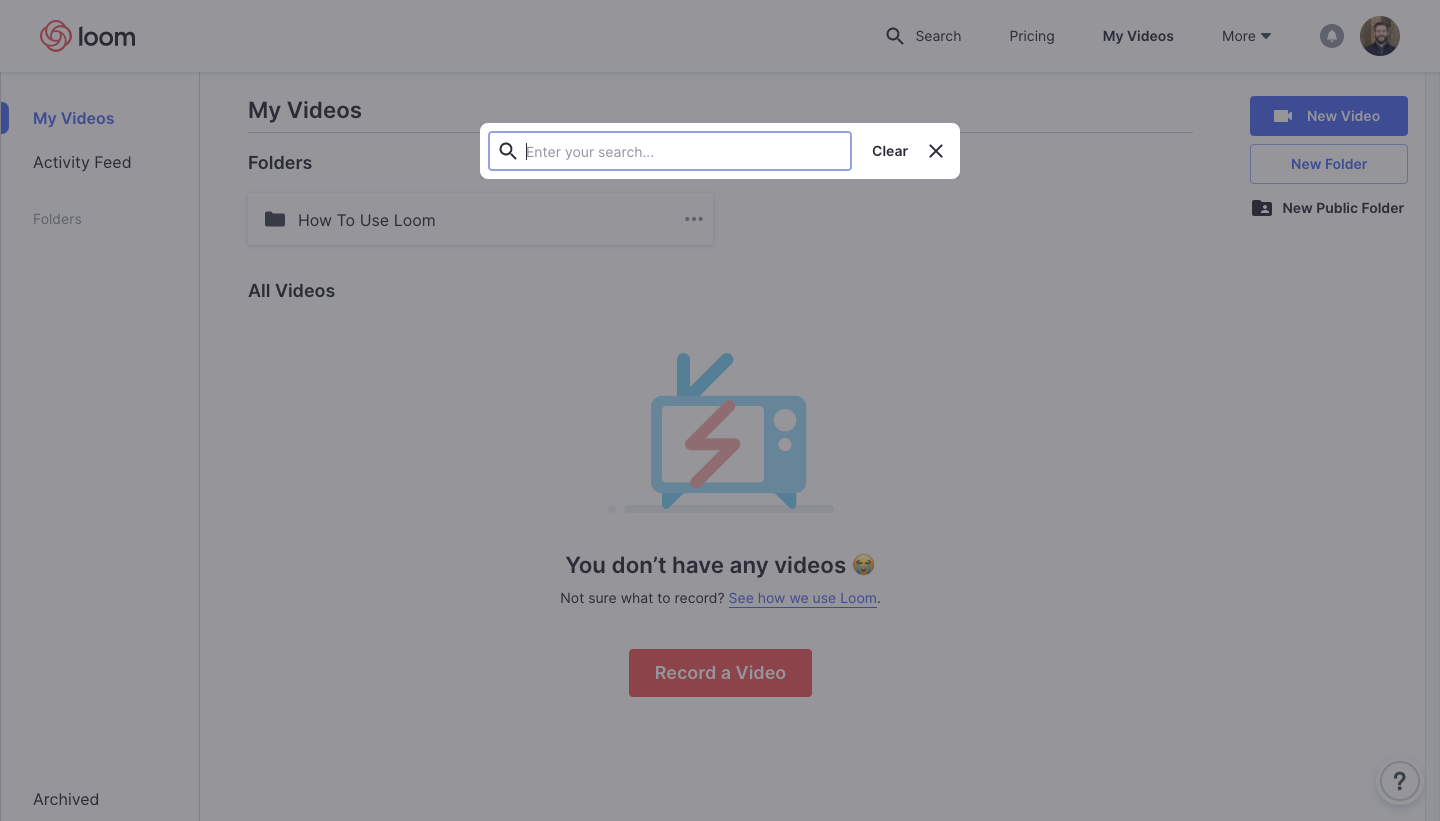 loom
Search
Pricing
My Videos
More
My Videos
Activity Feed
Folders
Archived
My Videos
Enter your search...
Clear
Folders
How To Use Loom
All Videos
You don’t have any videos 😭
Not sure what to record? See how we use Loom.
Record a Video
New Video
New Folder
New Public Folder
?